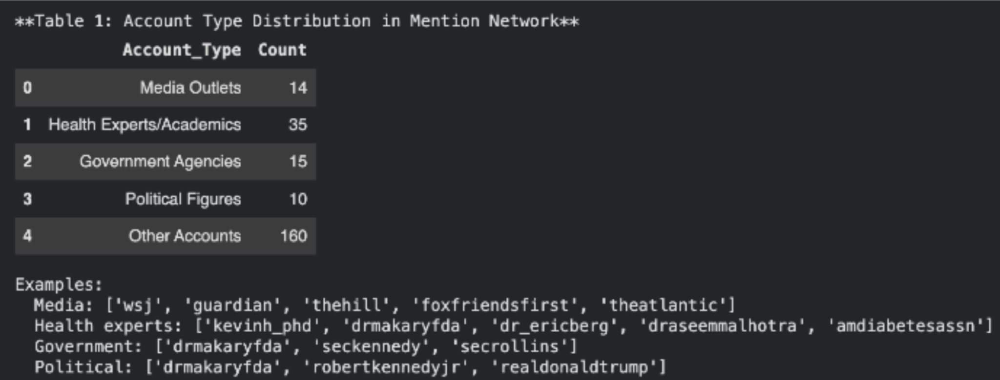 **Table 1: Account Type Distribution in Mention Network**
Account_Type Count
0 Media Outlets 14
1 Health Experts/Academics 35
2 Government Agencies 15
3 Political Figures 10
4 Other Accounts 160
Examples:
Media: ['wsj', 'guardian', 'thehill', 'foxfriendsfirst', 'theatlantic']
Health experts: ['kevinh_phd', 'drmakaryfda', 'dr_ericberg', 'draseemmalhotra', 'amdiabetesassn']
Government: ['drmakaryfda', 'seckennedy', 'secrollins']
Political: ['drmakaryfda', 'robertkennedyjr', 'realdonaldtrump']